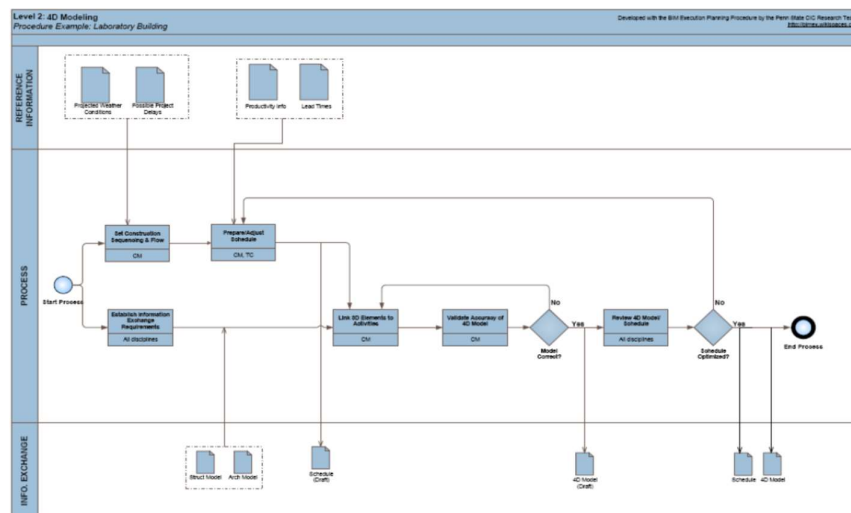 Level 2: 4D Modeling
Procedure Example: Laboratory Building
Developed with the BIM Execution Planning Procedure by the Penn State CIC Research Tea
REFERENCE
INFORMATION
Projected Weather
Conditions
Possible Project
Delays
Productivity Info
Lead Times
PROCESS
Start Process
Set Construction
Sequencing & Flow
CM
Prepare/Adjust
Schedule
CM, TC
Establish Information
Exchange
Requirements
All disciplines
Link 3D Elements to
Activities
CM
Validate Accuracy of
4D Model
CM
No
Yes
Model
Correct?
Review 4D Model/
Schedule
All disciplines
No
Yes
Schedule
Optimized?
End Process
INFO. EXCHANGE
Struct Model
Arch Model
Schedule
(Draft)
4D Model
(Draft)
Schedule
4D Model